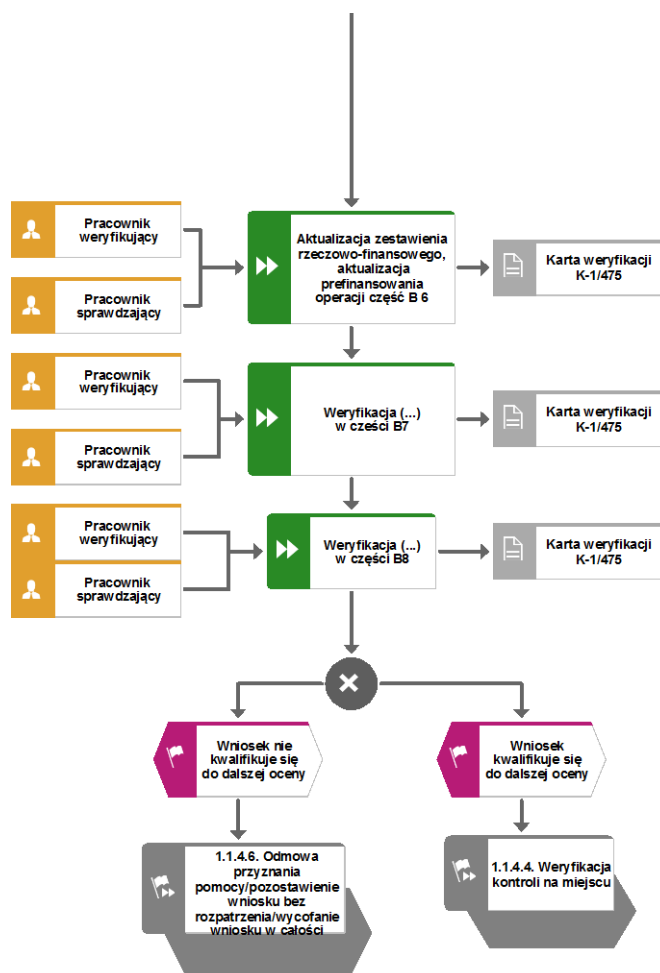 Pracownik
weryfikujący
Aktualizacja zestawienia
rzeczowo-finansowego,
aktualizacja
prefinansowania
operacji część B 6
Karta weryfikacji
K-1/475
Pracownik
sprawdzający
Pracownik
weryfikujący
Weryfikacja (...)
w cześci B7
Karta weryfikacji
K-1/475
Pracownik
sprawdzający
Pracownik
weryfikujący
Weryfikacja (...)
w części B8
Karta weryfikacji
K-1/475
Pracownik
sprawdzający
Wniosek nie
kwalifikuje się
do dalszej oceny
Wniosek
kwalifikuje się
do dalszej oceny
1.1.4.6. Odmowa
przyznania
pomocy/pozostawienie
wniosku bez
rozpatrzenia/wycofanie
wniosku w całości
1.1.4.4. Weryfikacja
kontroli na miejscu